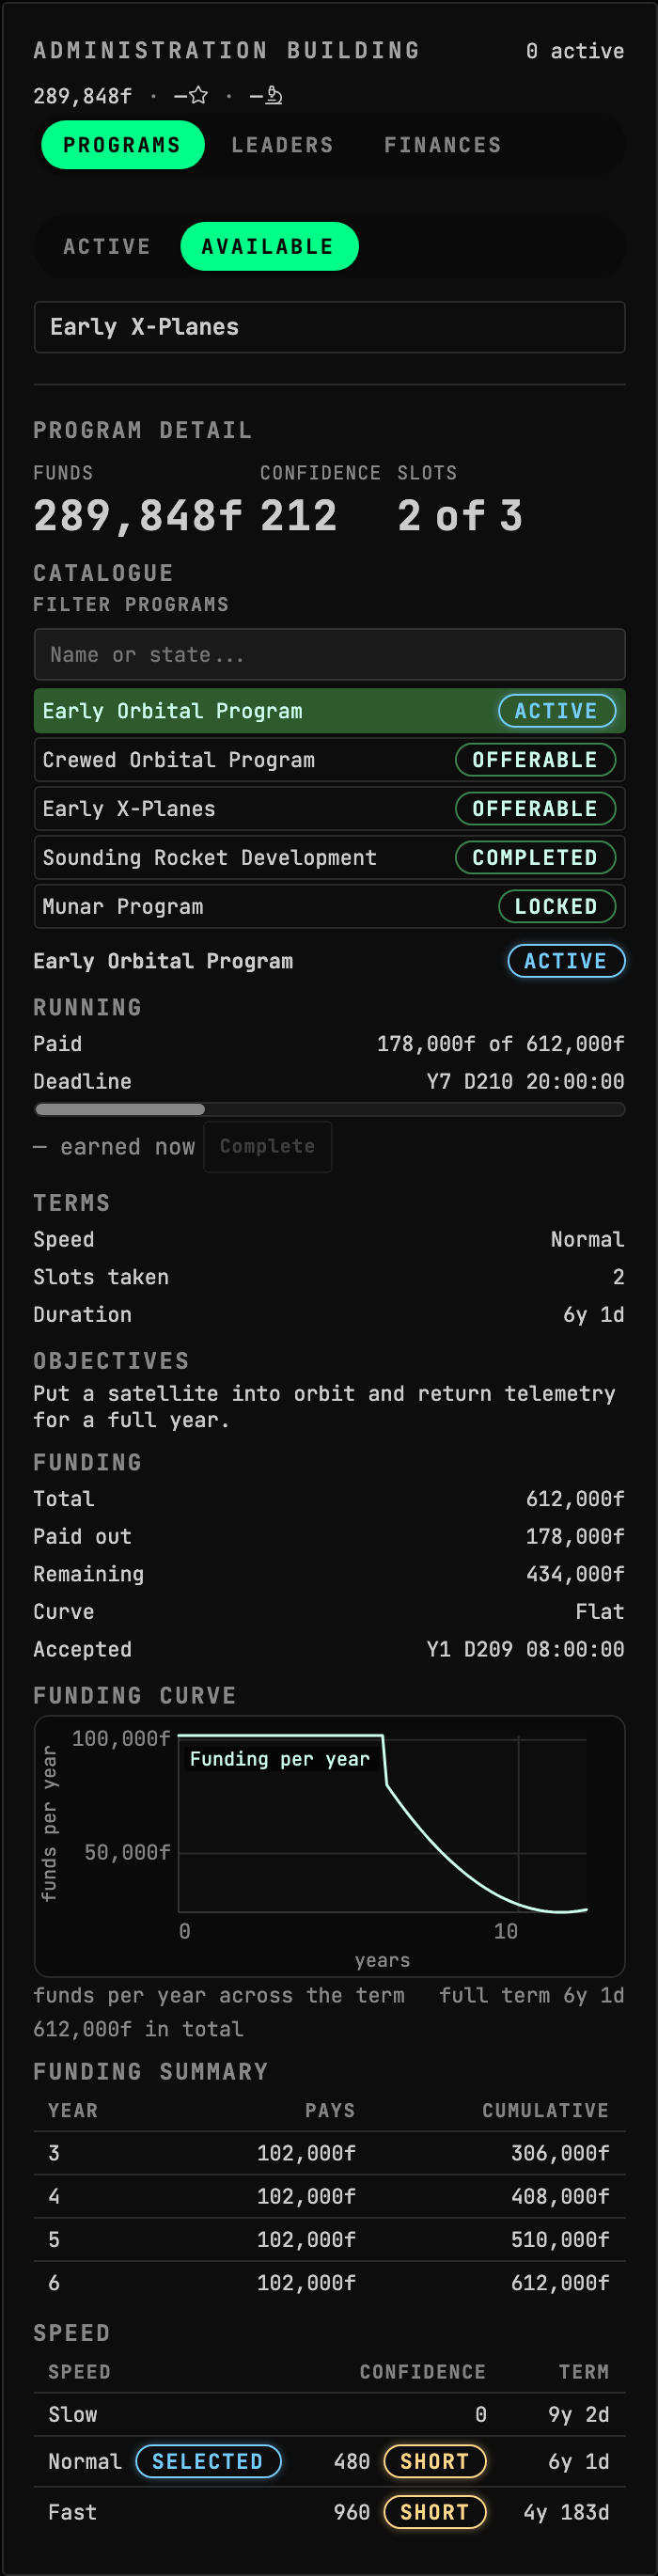 ADMINISTRATION BUILDING 0 active
289,848f · —☆ · —
PROGRAMS LEADERS FINANCES
ACTIVE AVAILABLE
Early X-Planes
PROGRAM DETAIL
FUNDS CONFIDENCE SLOTS
289,848f 212 2 of 3
CATALOGUE
FILTER PROGRAMS
Name or state...
Early Orbital Program ACTIVE
Crewed Orbital Program OFFERABLE
Early X-Planes OFFERABLE
Sounding Rocket Development COMPLETED
Munar Program LOCKED
Early Orbital Program ACTIVE
RUNNING
Paid 178,000f of 612,000f
Deadline Y7 D210 20:00:00
— earned now Complete
TERMS
Speed Normal
Slots taken 2
Duration 6y 1d
OBJECTIVES
Put a satellite into orbit and return telemetry
for a full year.
FUNDING
Total 612,000f
Paid out 178,000f
Remaining 434,000f
Curve Flat
Accepted Y1 D209 08:00:00
FUNDING CURVE
100,000f
Funding per year
50,000f
funds per year
0 10
years
funds per year across the term full term 6y 1d
612,000f in total
FUNDING SUMMARY
YEAR PAYS CUMULATIVE
3 102,000f 306,000f
4 102,000f 408,000f
5 102,000f 510,000f
6 102,000f 612,000f
SPEED
SPEED CONFIDENCE TERM
Slow 0 9y 2d
Normal SELECTED 480 SHORT 6y 1d
Fast 960 SHORT 4y 183d